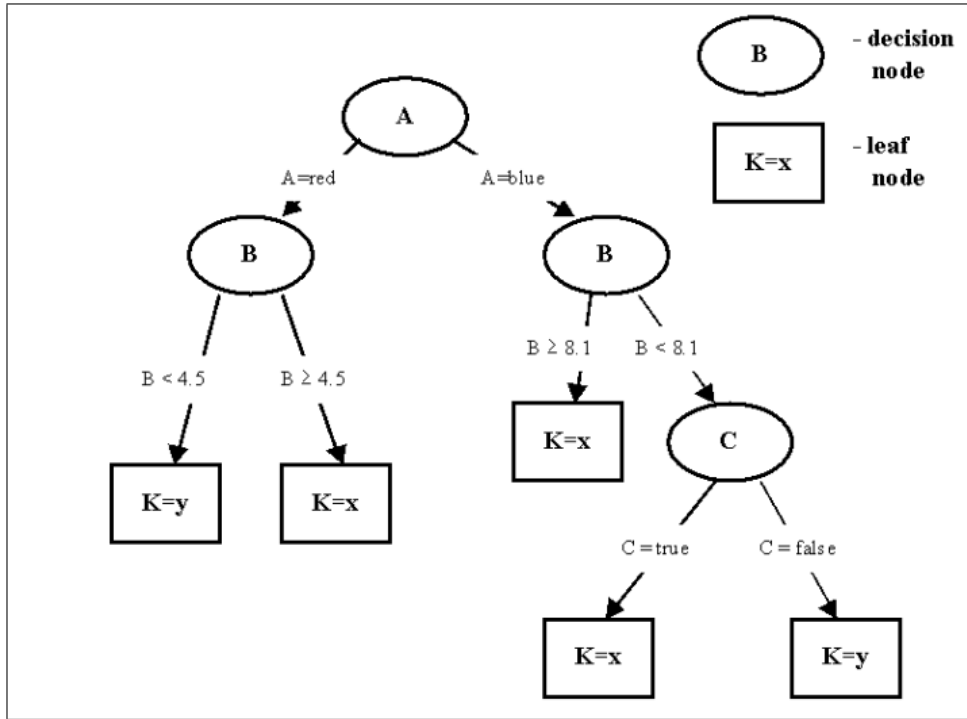 B
- decision
node
A
K=x
- leaf
node
A=red
A=blue
B
B
B ≥ 8.1
B < 8.1
B < 4.5
B ≥ 4.5
K=x
C
K=y
K=x
C=true
C=false
K=x
K=y